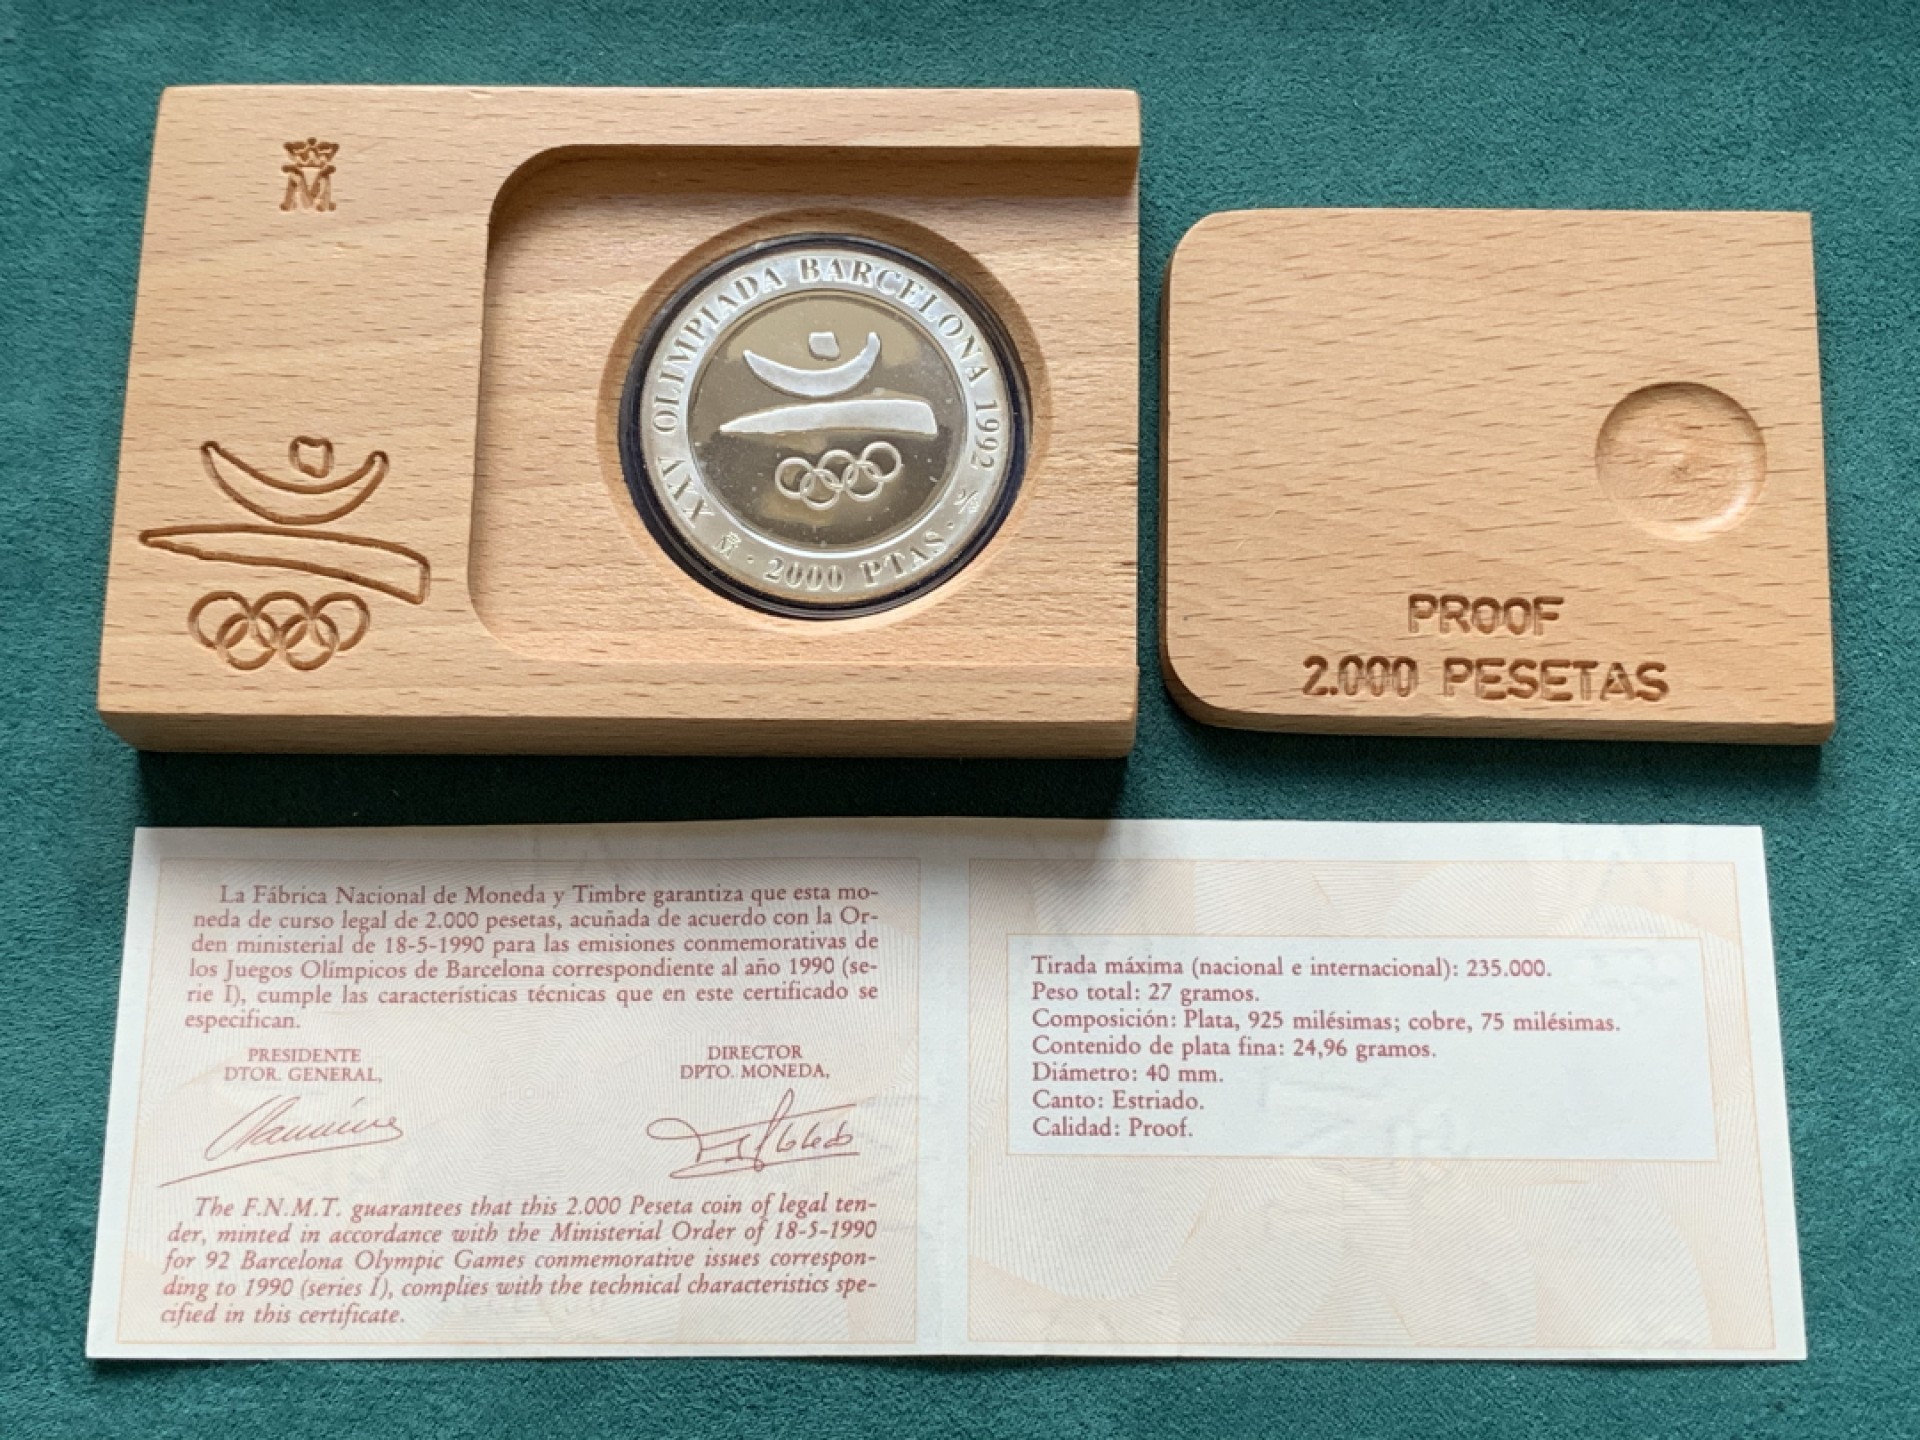 M
XXV OLIMPIADA BARCELONA 1992
M · 2000 PTAS ·
PROOF
2.000 PESETAS
La Fábrica Nacional de Moneda y Timbre garantiza que esta mo-
neda de curso legal de 2.000 pesetas, acuñada de acuerdo con la Or-
den ministerial de 18-5-1990 para las emisiones conmemorativas de
los Juegos Olímpicos de Barcelona correspondiente al año 1990 (se-
rie I), cumple las características técnicas que en este certificado se
especifican.
PRESIDENTE
DTOR. GENERAL,
DIRECTOR
DPTO. MONEDA,
The F.N.M.T. guarantees that this 2.000 Peseta coin of legal ten-
der, minted in accordance with the Ministerial Order of 18-5-1990
for 92 Barcelona Olympic Games conmemorative issues correspon-
ding to 1990 (series I), complies with the technical characteristics spe-
cified in this certificate.
Tirada máxima (nacional e internacional): 235.000.
Peso total: 27 gramos.
Composición: Plata, 925 milésimas; cobre, 75 milésimas.
Contenido de plata fina: 24,96 gramos.
Diámetro: 40 mm.
Canto: Estriado.
Calidad: Proof.